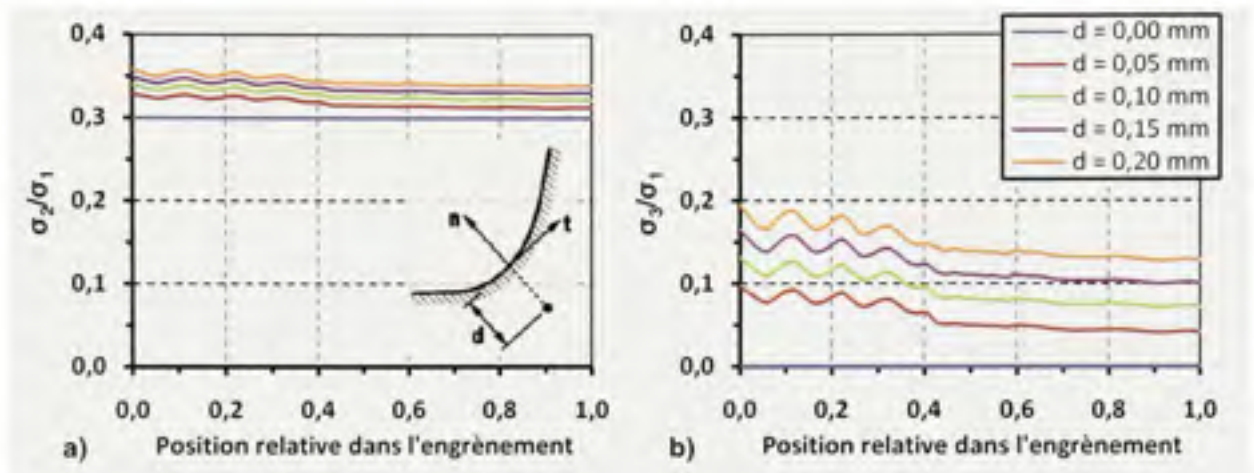 0,4
0,3
0,2
0,1
0,0
σ2/σ1
n
t
d
0,0 0,2 0,4 0,6 0,8 1,0
a) Position relative dans l'engrènement
0,4
0,3
0,2
0,1
0,0
σ3/σ1
d = 0,00 mm
d = 0,05 mm
d = 0,10 mm
d = 0,15 mm
d = 0,20 mm
0,0 0,2 0,4 0,6 0,8 1,0
b) Position relative dans l'engrènement